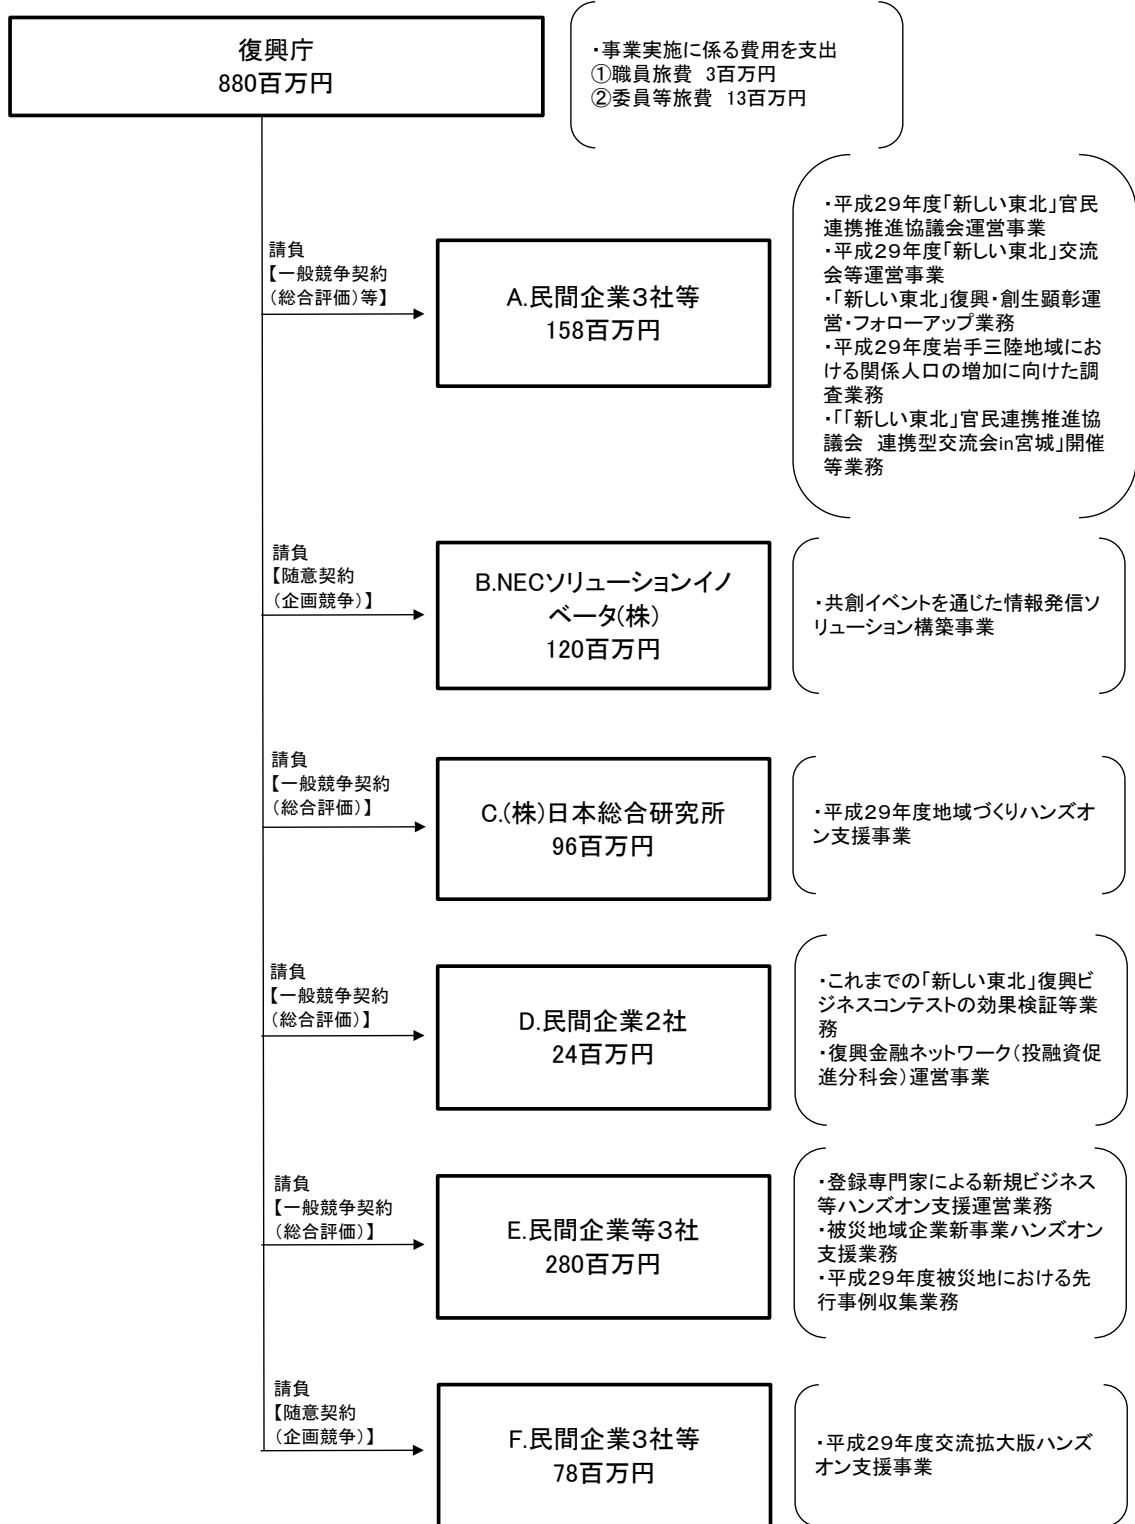 復興庁
880百万円
・事業実施に係る費用を支出
①職員旅費 3百万円
②委員等旅費 13百万円
請負
【一般競争契約
(総合評価)等】
A.民間企業3社等
158百万円
・平成29年度「新しい東北」官民
連携推進協議会運営事業
・平成29年度「新しい東北」交流
会等運営事業
・「新しい東北」復興・創生顕彰運
営・フォローアップ業務
・平成29年度岩手三陸地域にお
ける関係人口の増加に向けた調
査業務
・「「新しい東北」官民連携推進協
議会 連携型交流会in宮城」開催
等業務
請負
【随意契約
(企画競争)】
B.NECソリューションイノ
ベータ(株)
120百万円
・共創イベントを通じた情報発信ソ
リューション構築事業
請負
【一般競争契約
(総合評価)】
C.(株)日本総合研究所
96百万円
・平成29年度地域づくりハンズオ
ン支援事業
請負
【一般競争契約
(総合評価)】
D.民間企業2社
24百万円
・これまでの「新しい東北」復興ビ
ジネスコンテストの効果検証等業
務
・復興金融ネットワーク(投融資促
進分科会)運営事業
請負
【一般競争契約
(総合評価)】
E.民間企業等3社
280百万円
・登録専門家による新規ビジネス
等ハンズオン支援運営業務
・被災地域企業新事業ハンズオン
支援業務
・平成29年度被災地における先
行事例収集業務
請負
【随意契約
(企画競争)】
F.民間企業3社等
78百万円
・平成29年度交流拡大版ハンズ
オン支援事業